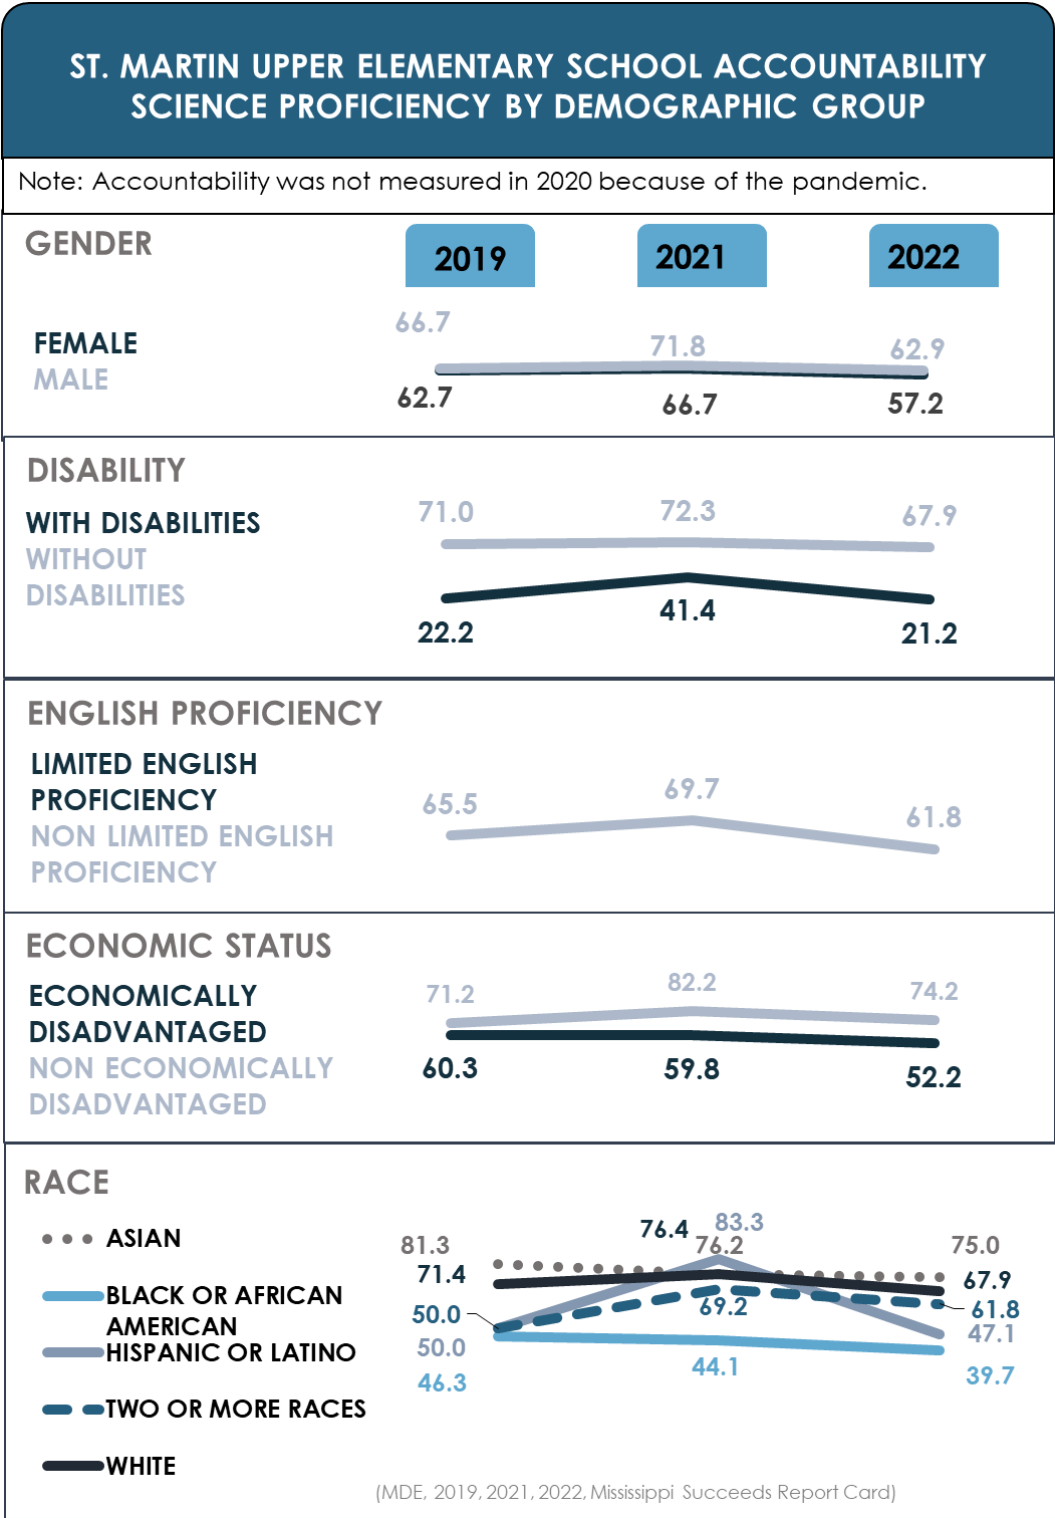 ST. MARTIN UPPER ELEMENTARY SCHOOL ACCOUNTABILITY
SCIENCE PROFICIENCY BY DEMOGRAPHIC GROUP
Note: Accountability was not measured in 2020 because of the pandemic.
GENDER
2019 2021 2022
FEMALE
MALE
66.7 71.8 62.9
62.7 66.7 57.2
DISABILITY
WITH DISABILITIES
WITHOUT
DISABILITIES
71.0 72.3 67.9
22.2 41.4 21.2
ENGLISH PROFICIENCY
LIMITED ENGLISH
PROFICIENCY
NON LIMITED ENGLISH
PROFICIENCY
65.5 69.7 61.8
ECONOMIC STATUS
ECONOMICALLY
DISADVANTAGED
NON ECONOMICALLY
DISADVANTAGED
71.2 82.2 74.2
60.3 59.8 52.2
RACE
ASIAN
BLACK OR AFRICAN
AMERICAN
HISPANIC OR LATINO
TWO OR MORE RACES
WHITE
76.4 83.3
81.3 76.2 75.0
71.4 67.9
50.0 69.2 61.8
50.0 47.1
46.3 44.1 39.7
(MDE, 2019, 2021, 2022, Mississippi Succeeds Report Card)